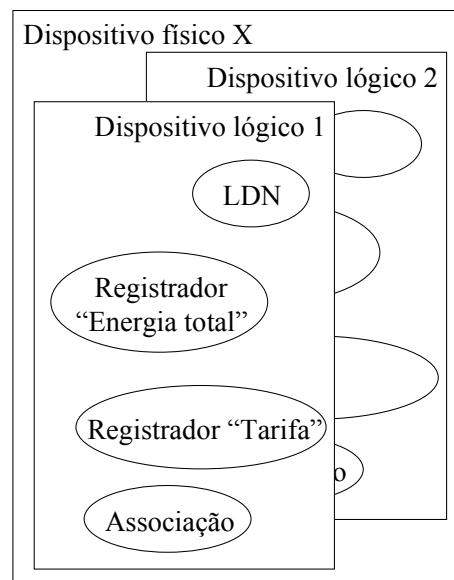 Dispositivo físico X
Dispositivo lógico 2
Dispositivo lógico 1
LDN
Registrador
“Energia total”
Registrador “Tarifa”
o
Associação